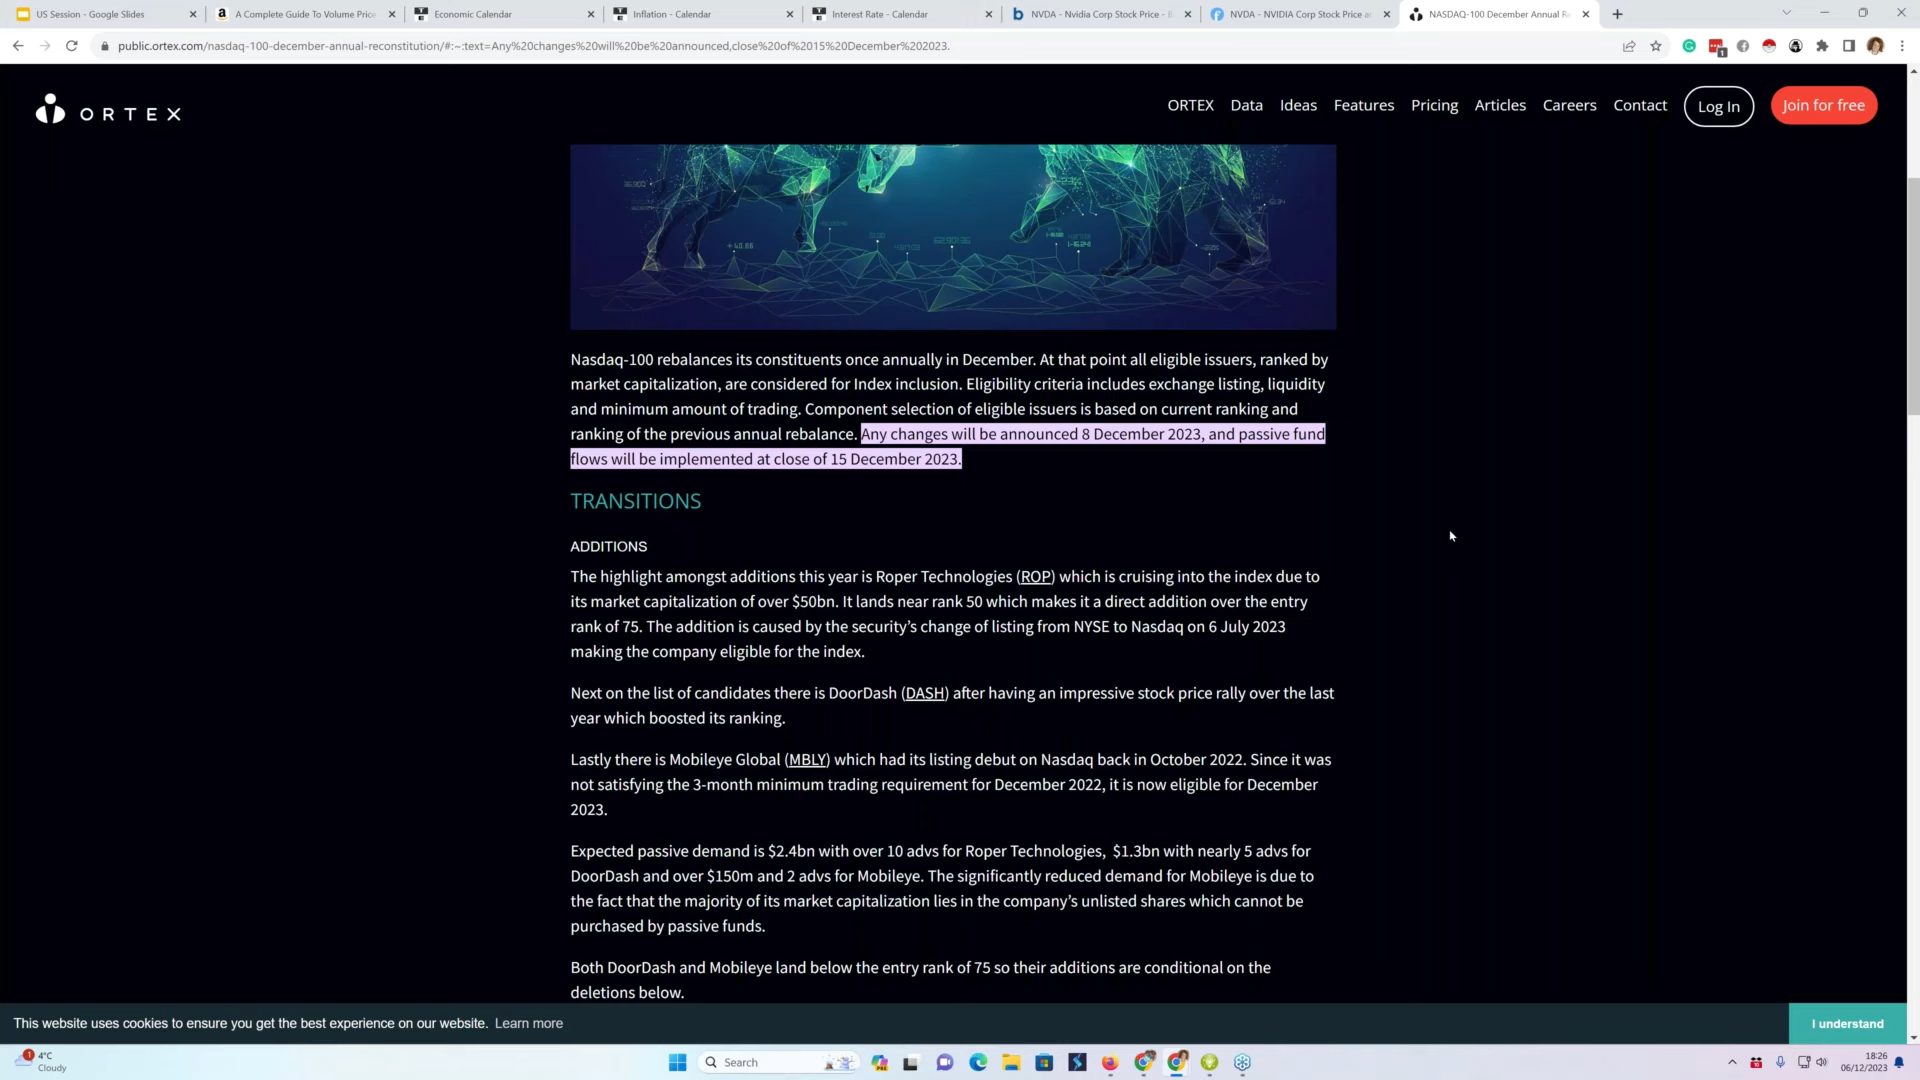 US Session - Google Slides
A Complete Guide To Volume Price
Economic Calendar
Inflation - Calendar
Interest Rate - Calendar
NVDA - Nvidia Corp Stock Price -
NVDA - NVIDIA Corp Stock Price
NASDAQ-100 December Annual
public.ortex.com/nasdaq-100-december-annual-reconstitution/#:~:text=Any%20changes%20will%20be%20announced,close%20of%2015%20December%202023.
ORTEX
ORTEX Data Ideas Features Pricing Articles Careers Contact Log In Join for free
Nasdaq-100 rebalances its constituents once annually in December. At that point all eligible issuers, ranked by
market capitalization, are considered for Index inclusion. Eligibility criteria includes exchange listing, liquidity
and minimum amount of trading. Component selection of eligible issuers is based on current ranking and
ranking of the previous annual rebalance. Any changes will be announced 8 December 2023, and passive fund
flows will be implemented at close of 15 December 2023.
TRANSITIONS
ADDITIONS
The highlight amongst additions this year is Roper Technologies (ROP) which is cruising into the index due to
its market capitalization of over $50bn. It lands near rank 50 which makes it a direct addition over the entry
rank of 75. The addition is caused by the security's change of listing from NYSE to Nasdaq on 6 July 2023
making the company eligible for the index.
Next on the list of candidates there is DoorDash (DASH) after having an impressive stock price rally over the last
year which boosted its ranking.
Lastly there is Mobileye Global (MBLY) which had its listing debut on Nasdaq back in October 2022. Since it was
not satisfying the 3-month minimum trading requirement for December 2022, it is now eligible for December
2023.
Expected passive demand is $2.4bn with over 10 advs for Roper Technologies, $1.3bn with nearly 5 advs for
DoorDash and over $150m and 2 advs for Mobileye. The significantly reduced demand for Mobileye is due to
the fact that the majority of its market capitalization lies in the company's unlisted shares which cannot be
purchased by passive funds.
Both DoorDash and Mobileye land below the entry rank of 75 so their additions are conditional on the
deletions below.
This website uses cookies to ensure you get the best experience on our website. Learn more
I understand
4°C
Cloudy
Search
18:26
06/12/2023